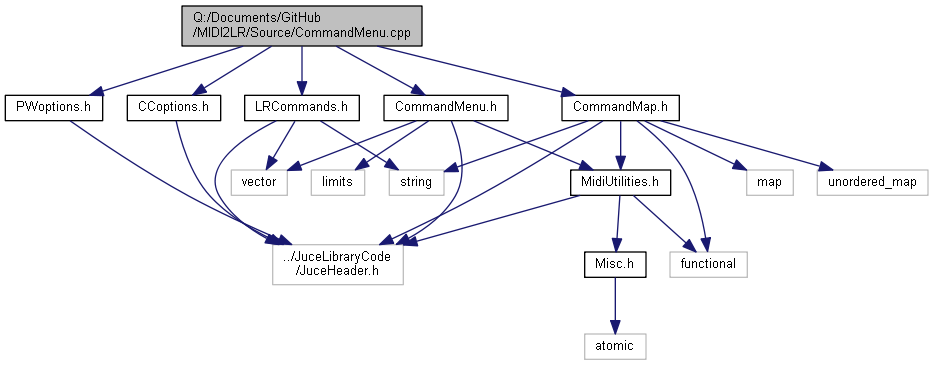 Q:/Documents/GitHub
/MIDI2LR/Source/CommandMenu.cpp
PWoptions.h
CCoptions.h
LRCommands.h
CommandMenu.h
CommandMap.h
vector
limits
string
MidiUtilities.h
map
unordered_map
../JuceLibraryCode
/JuceHeader.h
Misc.h
functional
atomic